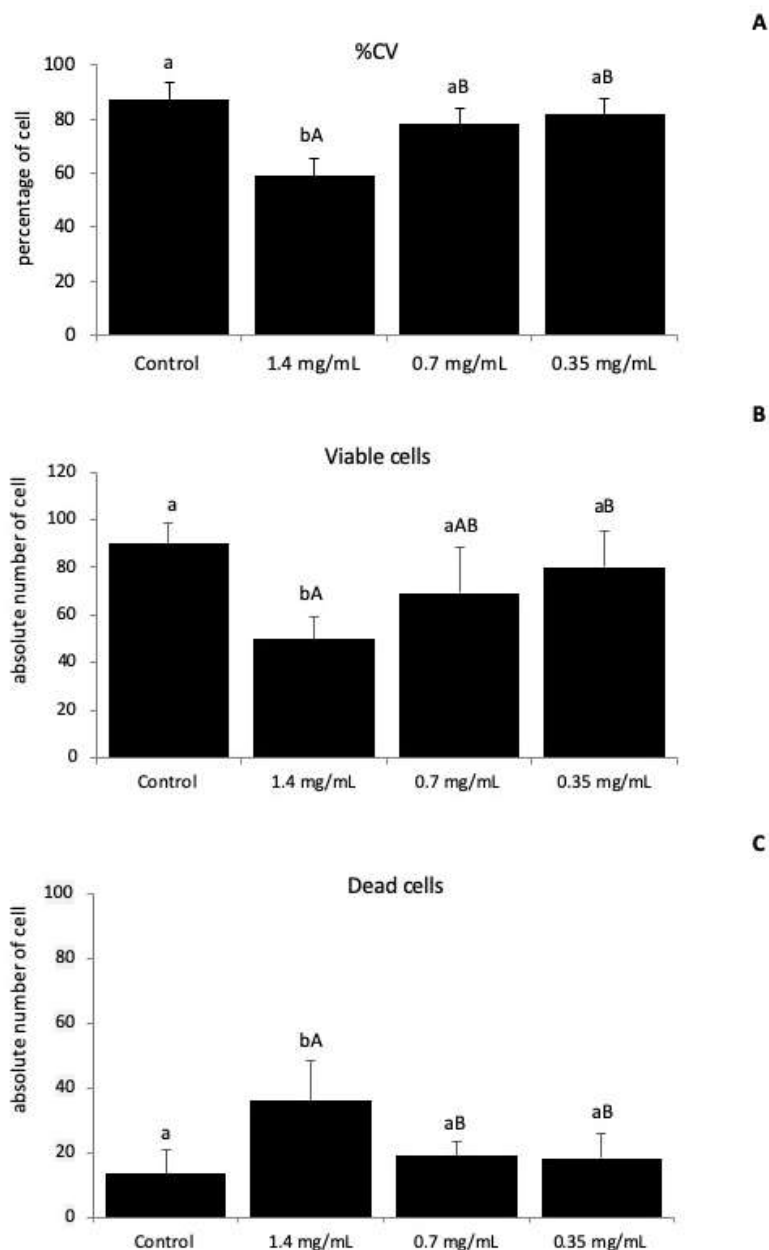 A
%CV
percentage of cell
100
80
60
40
20
0
a
bA
aB
aB
Control 1.4 mg/mL 0.7 mg/mL 0.35 mg/mL
B
Viable cells
absolute number of cell
120
100
80
60
40
20
0
a
bA
aAB
aB
Control 1.4 mg/mL 0.7 mg/mL 0.35 mg/mL
C
Dead cells
absolute number of cell
100
80
60
40
20
0
a
bA
aB
aB
Control 1.4 mg/mL 0.7 mg/mL 0.35 mg/mL